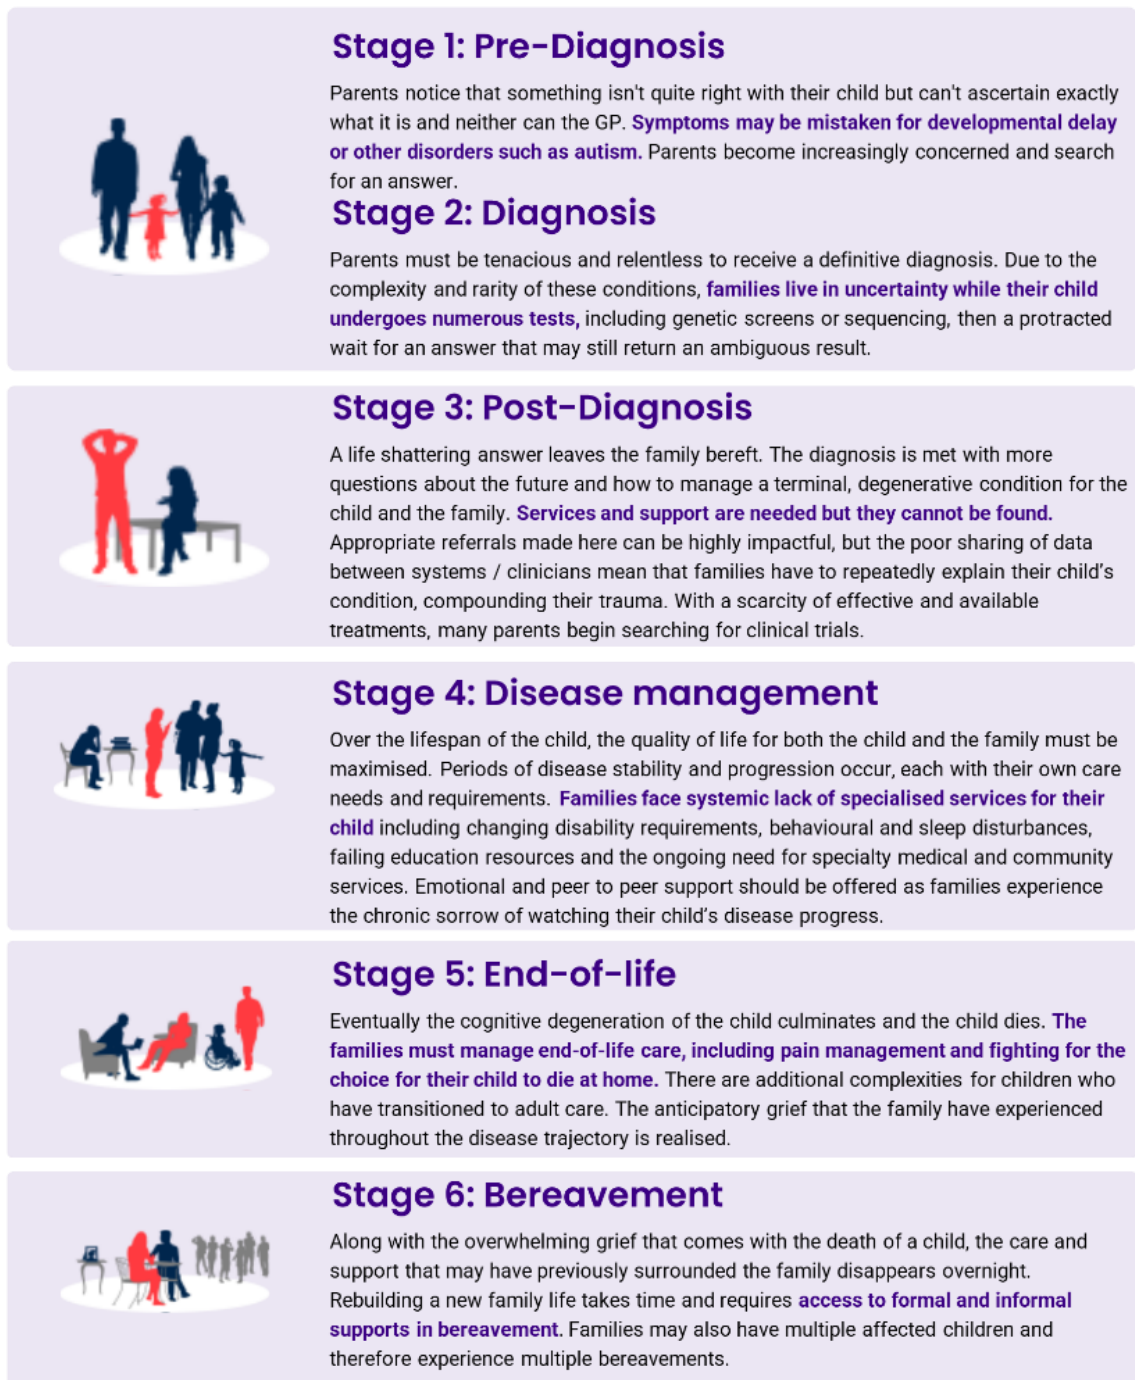 Stage 1: Pre-Diagnosis
Parents notice that something isn't quite right with their child but can't ascertain exactly
what it is and neither can the GP. Symptoms may be mistaken for developmental delay
or other disorders such as autism. Parents become increasingly concerned and search
for an answer.
Stage 2: Diagnosis
Parents must be tenacious and relentless to receive a definitive diagnosis. Due to the
complexity and rarity of these conditions, families live in uncertainty while their child
undergoes numerous tests, including genetic screens or sequencing, then a protracted
wait for an answer that may still return an ambiguous result.
Stage 3: Post-Diagnosis
A life shattering answer leaves the family bereft. The diagnosis is met with more
questions about the future and how to manage a terminal, degenerative condition for the
child and the family. Services and support are needed but they cannot be found.
Appropriate referrals made here can be highly impactful, but the poor sharing of data
between systems / clinicians mean that families have to repeatedly explain their child's
condition, compounding their trauma. With a scarcity of effective and available
treatments, many parents begin searching for clinical trials.
Stage 4: Disease management
Over the lifespan of the child, the quality of life for both the child and the family must be
maximised. Periods of disease stability and progression occur, each with their own care
needs and requirements. Families face systemic lack of specialised services for their
child including changing disability requirements, behavioural and sleep disturbances,
failing education resources and the ongoing need for specialty medical and community
services. Emotional and peer to peer support should be offered as families experience
the chronic sorrow of watching their child's disease progress.
Stage 5: End-of-life
Eventually the cognitive degeneration of the child culminates and the child dies. The
families must manage end-of-life care, including pain management and fighting for the
choice for their child to die at home. There are additional complexities for children who
have transitioned to adult care. The anticipatory grief that the family have experienced
throughout the disease trajectory is realised.
Stage 6: Bereavement
Along with the overwhelming grief that comes with the death of a child, the care and
support that may have previously surrounded the family disappears overnight.
Rebuilding a new family life takes time and requires access to formal and informal
supports in bereavement. Families may also have multiple affected children and
therefore experience multiple bereavements.